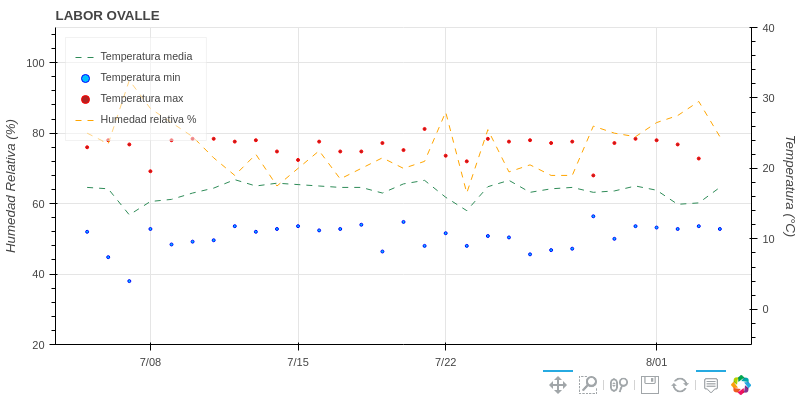 LABOR OVALLE
Temperatura media
Temperatura min
Temperatura max
Humedad relativa %
Humedad Relativa (%)
100
80
60
40
20
40
30
20
10
0
Temperatura (°C)
7/08
7/15
7/22
8/01